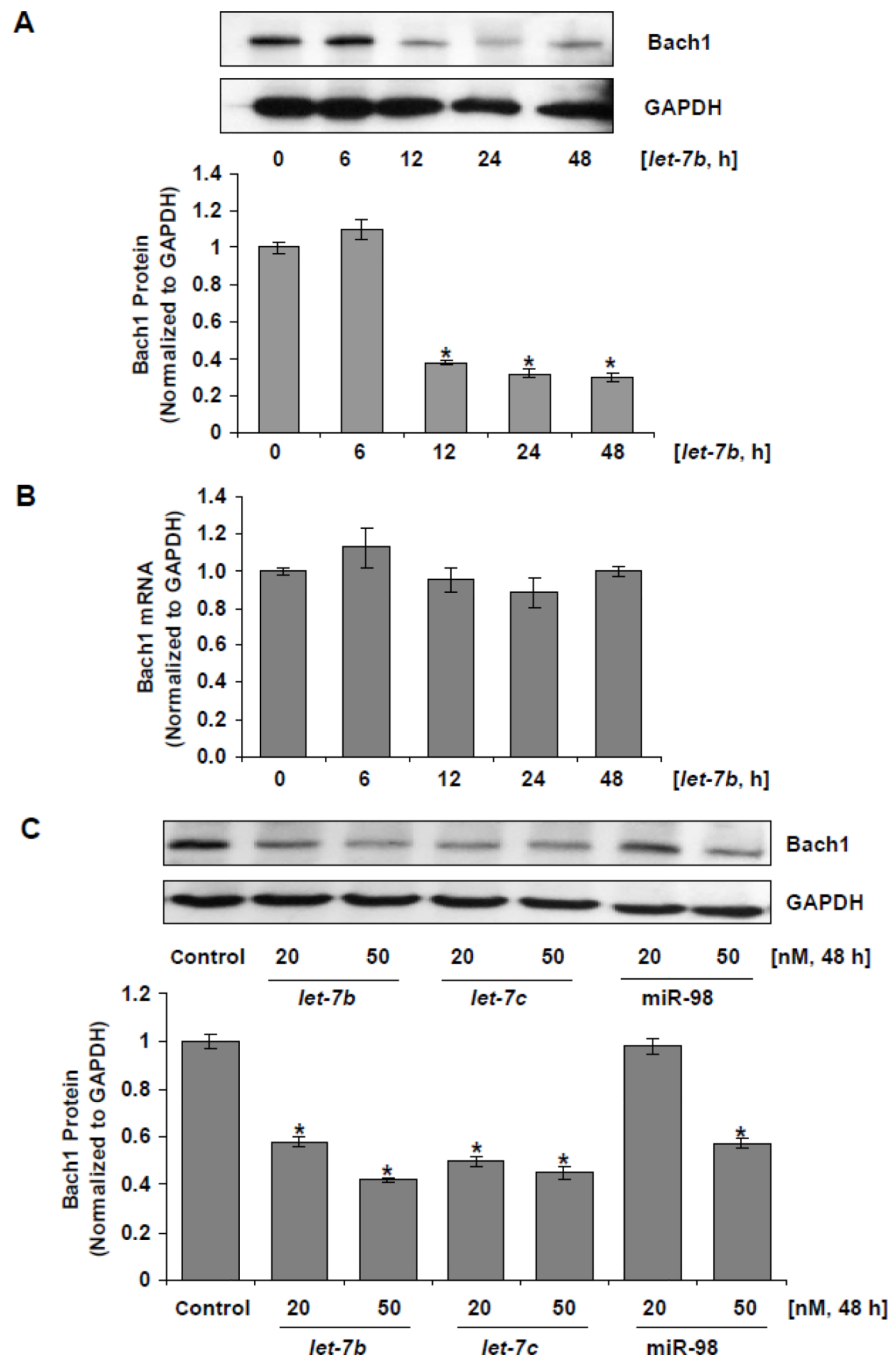 A
Bach1
GAPDH
0 6 12 24 48 [let-7b, h]
Bach1 Protein
(Normalized to GAPDH)
1.4
1.2
1
0.8
0.6
0.4
0.2
0
* * *
0 6 12 24 48 [let-7b, h]
B
Bach1 mRNA
(Normalized to GAPDH)
1.4
1.2
1.0
0.8
0.6
0.4
0.2
0.0
0 6 12 24 48 [let-7b, h]
C
Bach1
GAPDH
Control 20 50 20 50 20 50 [nM, 48 h]
let-7b let-7c miR-98
Bach1 Protein
(Normalized to GAPDH)
1.2
1
0.8
0.6
0.4
0.2
0
* * * * *
Control 20 50 20 50 20 50 [nM, 48 h]
let-7b let-7c miR-98